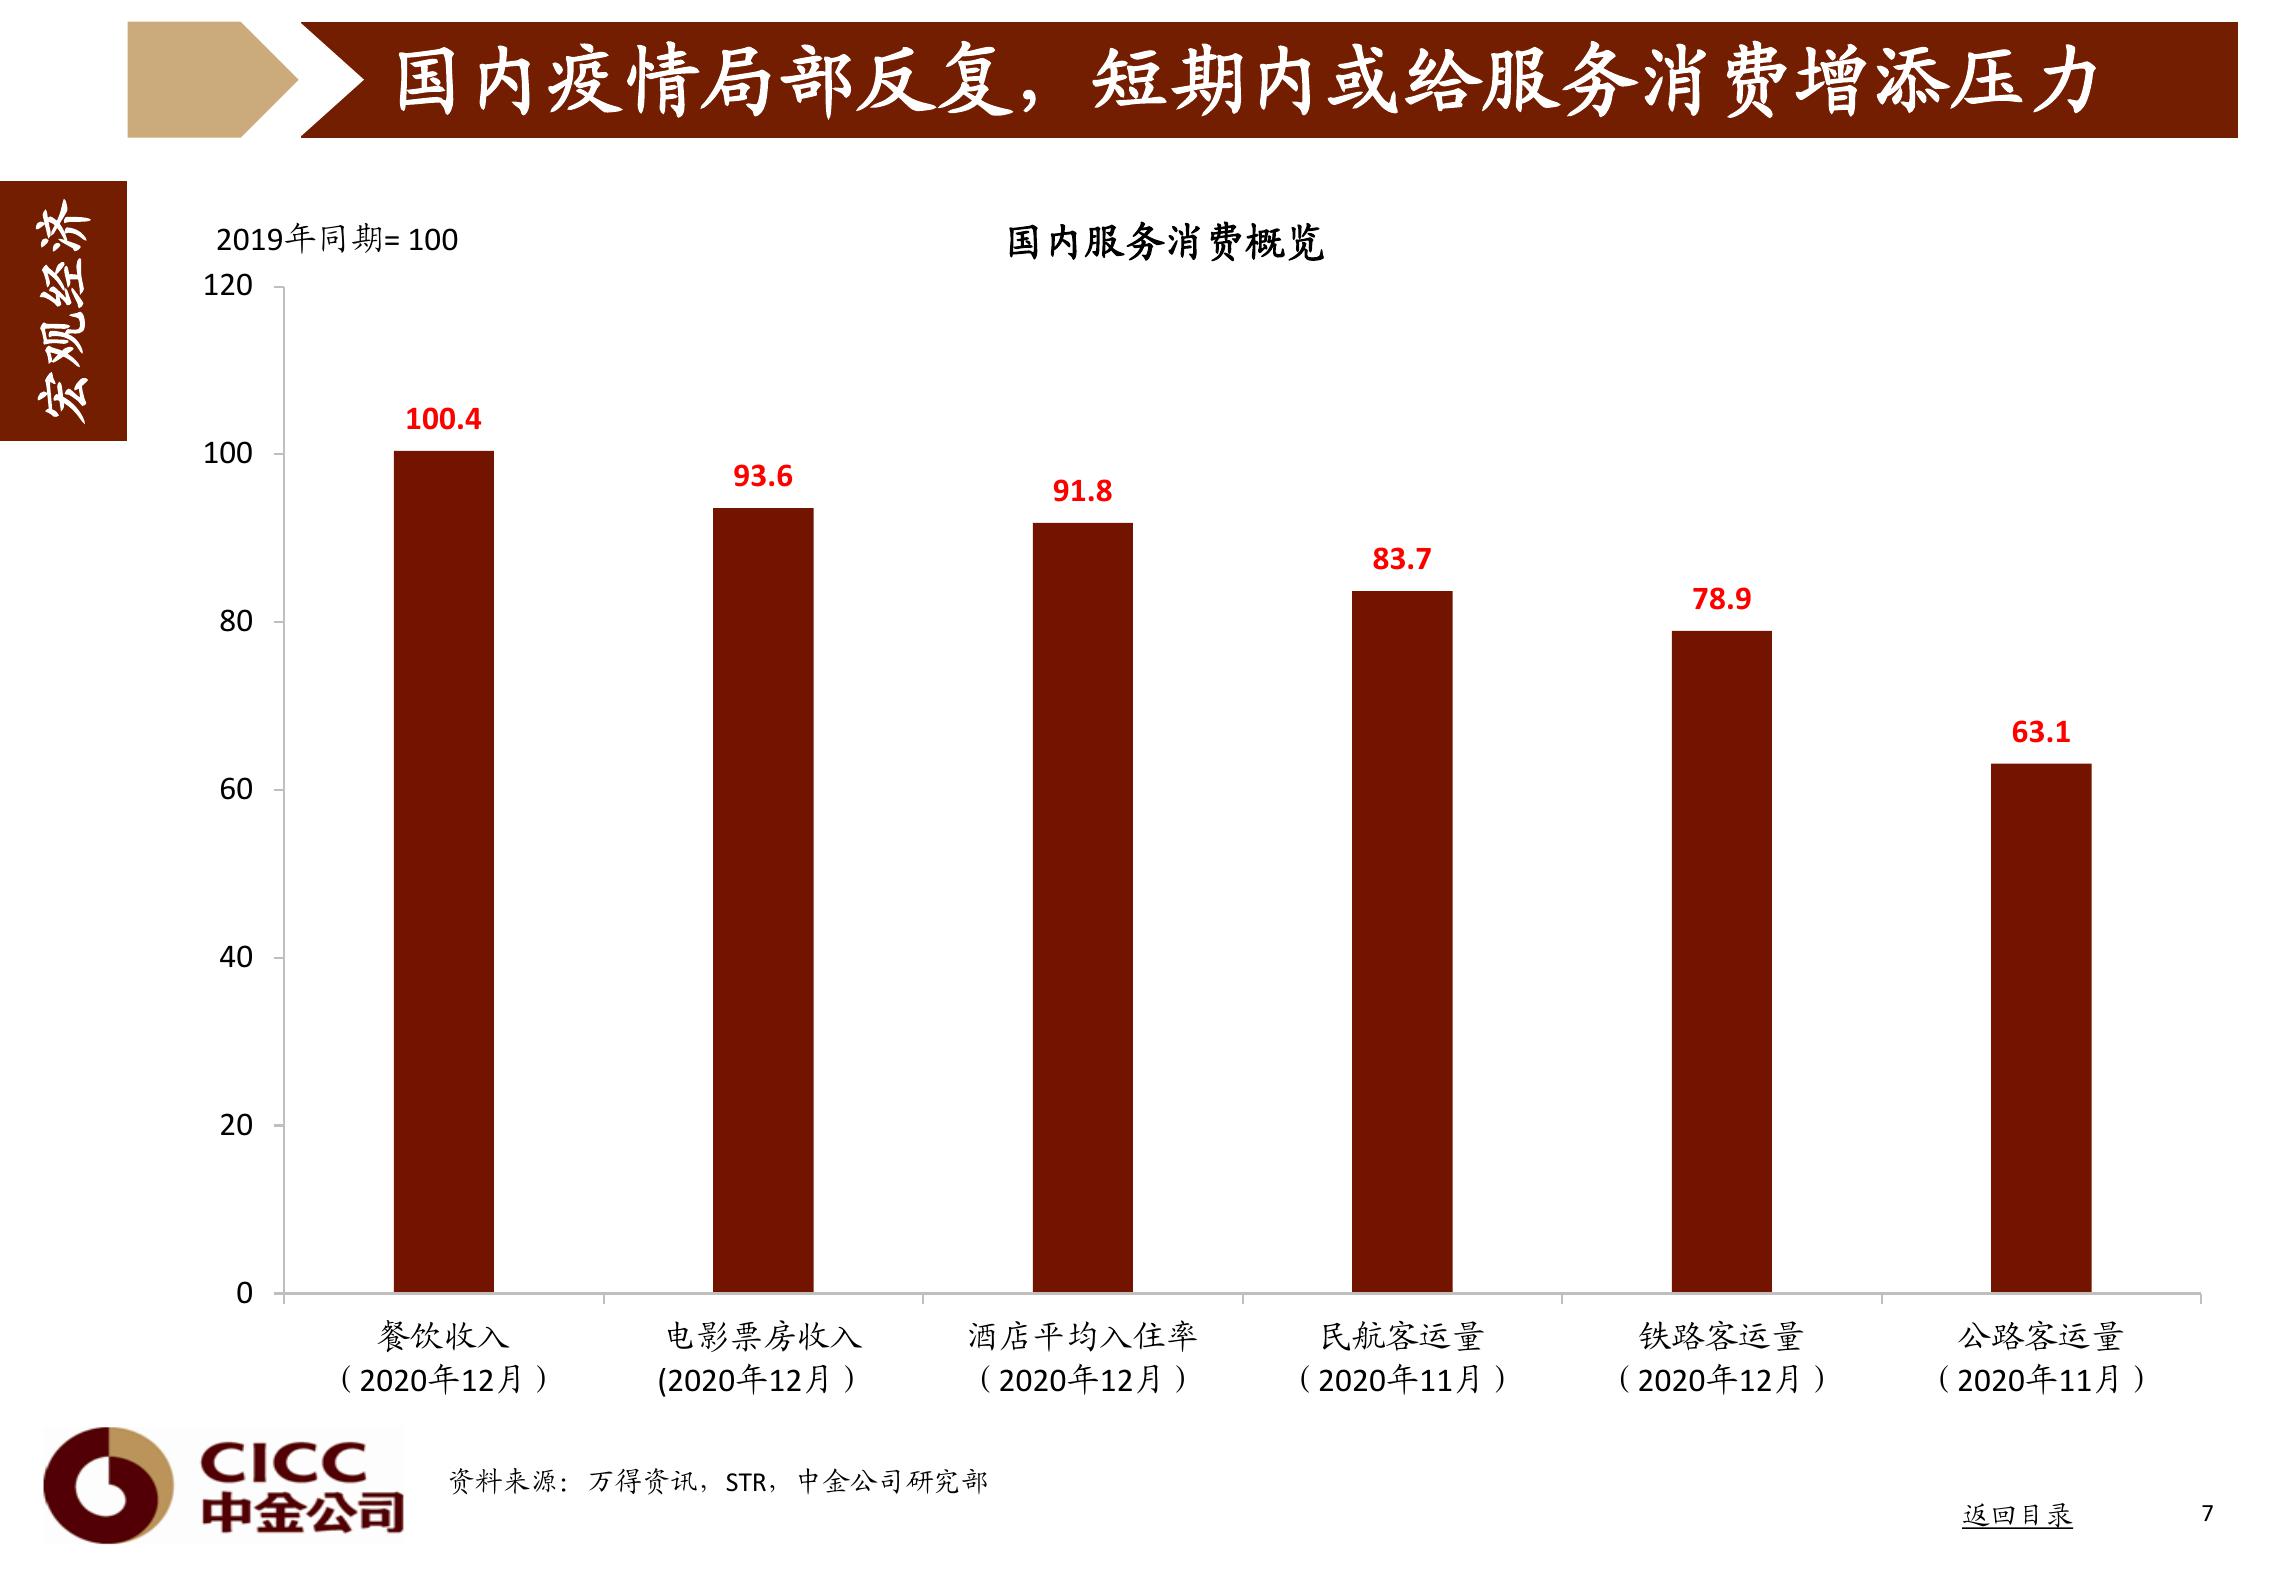 国内疫情局部反复，短期内或给服务消费增添压力
宏观经济
2019年同期= 100
国内服务消费概览
120
100
80
60
40
20
0
100.4
93.6
91.8
83.7
78.9
63.1
餐饮收入
（2020年12月）
电影票房收入
(2020年12月）
酒店平均入住率
（2020年12月）
民航客运量
（2020年11月）
铁路客运量
（2020年12月）
公路客运量
（2020年11月）
CICC
中金公司
资料来源：万得资讯，STR，中金公司研究部
返回目录
7